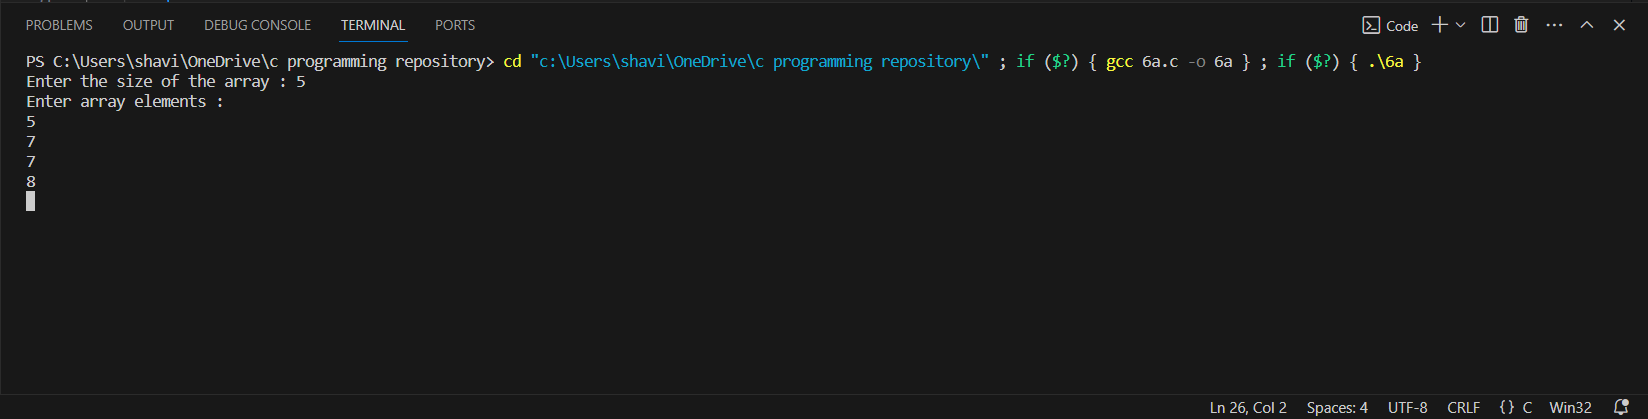 PROBLEMS OUTPUT DEBUG CONSOLE TERMINAL PORTS Code
PS C:\Users\shavi\OneDrive\c programming repository> cd "c:\Users\shavi\OneDrive\c programming repository\" ; if ($?) { gcc 6a.c -o 6a } ; if ($?) { .\6a }
Enter the size of the array : 5
Enter array elements :
5
7
7
8
Ln 26, Col 2 Spaces: 4 UTF-8 CRLF {} C Win32